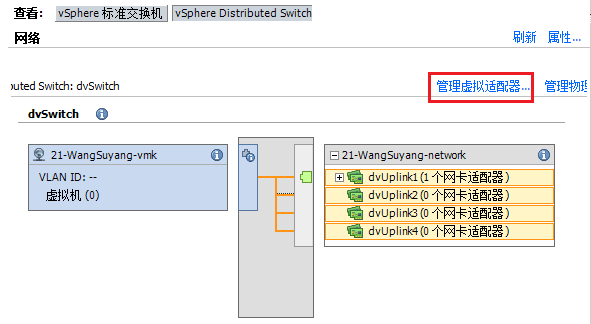 查看: vSphere 标准交换机 vSphere Distributed Switch
网络 刷新 属性...
buted Switch: dvSwitch 管理虚拟适配器... 管理物理
dvSwitch
21-WangSuyang-vmk
VLAN ID: --
虚拟机 (0)
21-WangSuyang-network
dvUplink1 (1 个网卡适配器)
dvUplink2 (0 个网卡适配器)
dvUplink3 (0 个网卡适配器)
dvUplink4 (0 个网卡适配器)